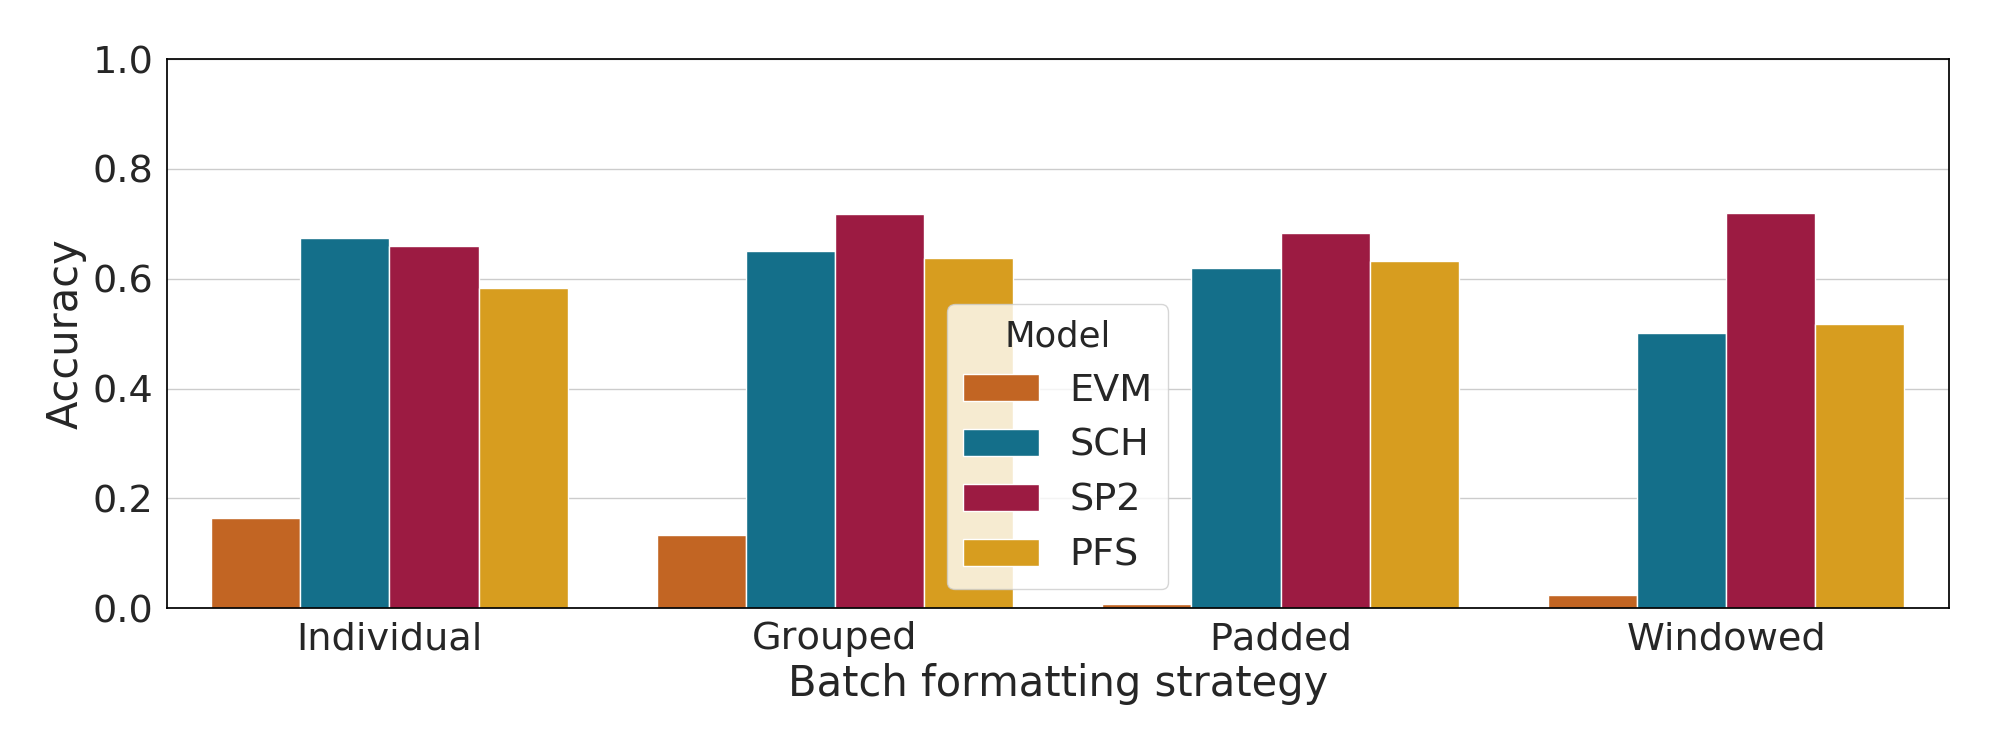 1.0
0.8
0.6
0.4
0.2
0.0
Accuracy
Model
EVM
SCH
SP2
PFS
Individual Grouped Padded Windowed
Batch formatting strategy